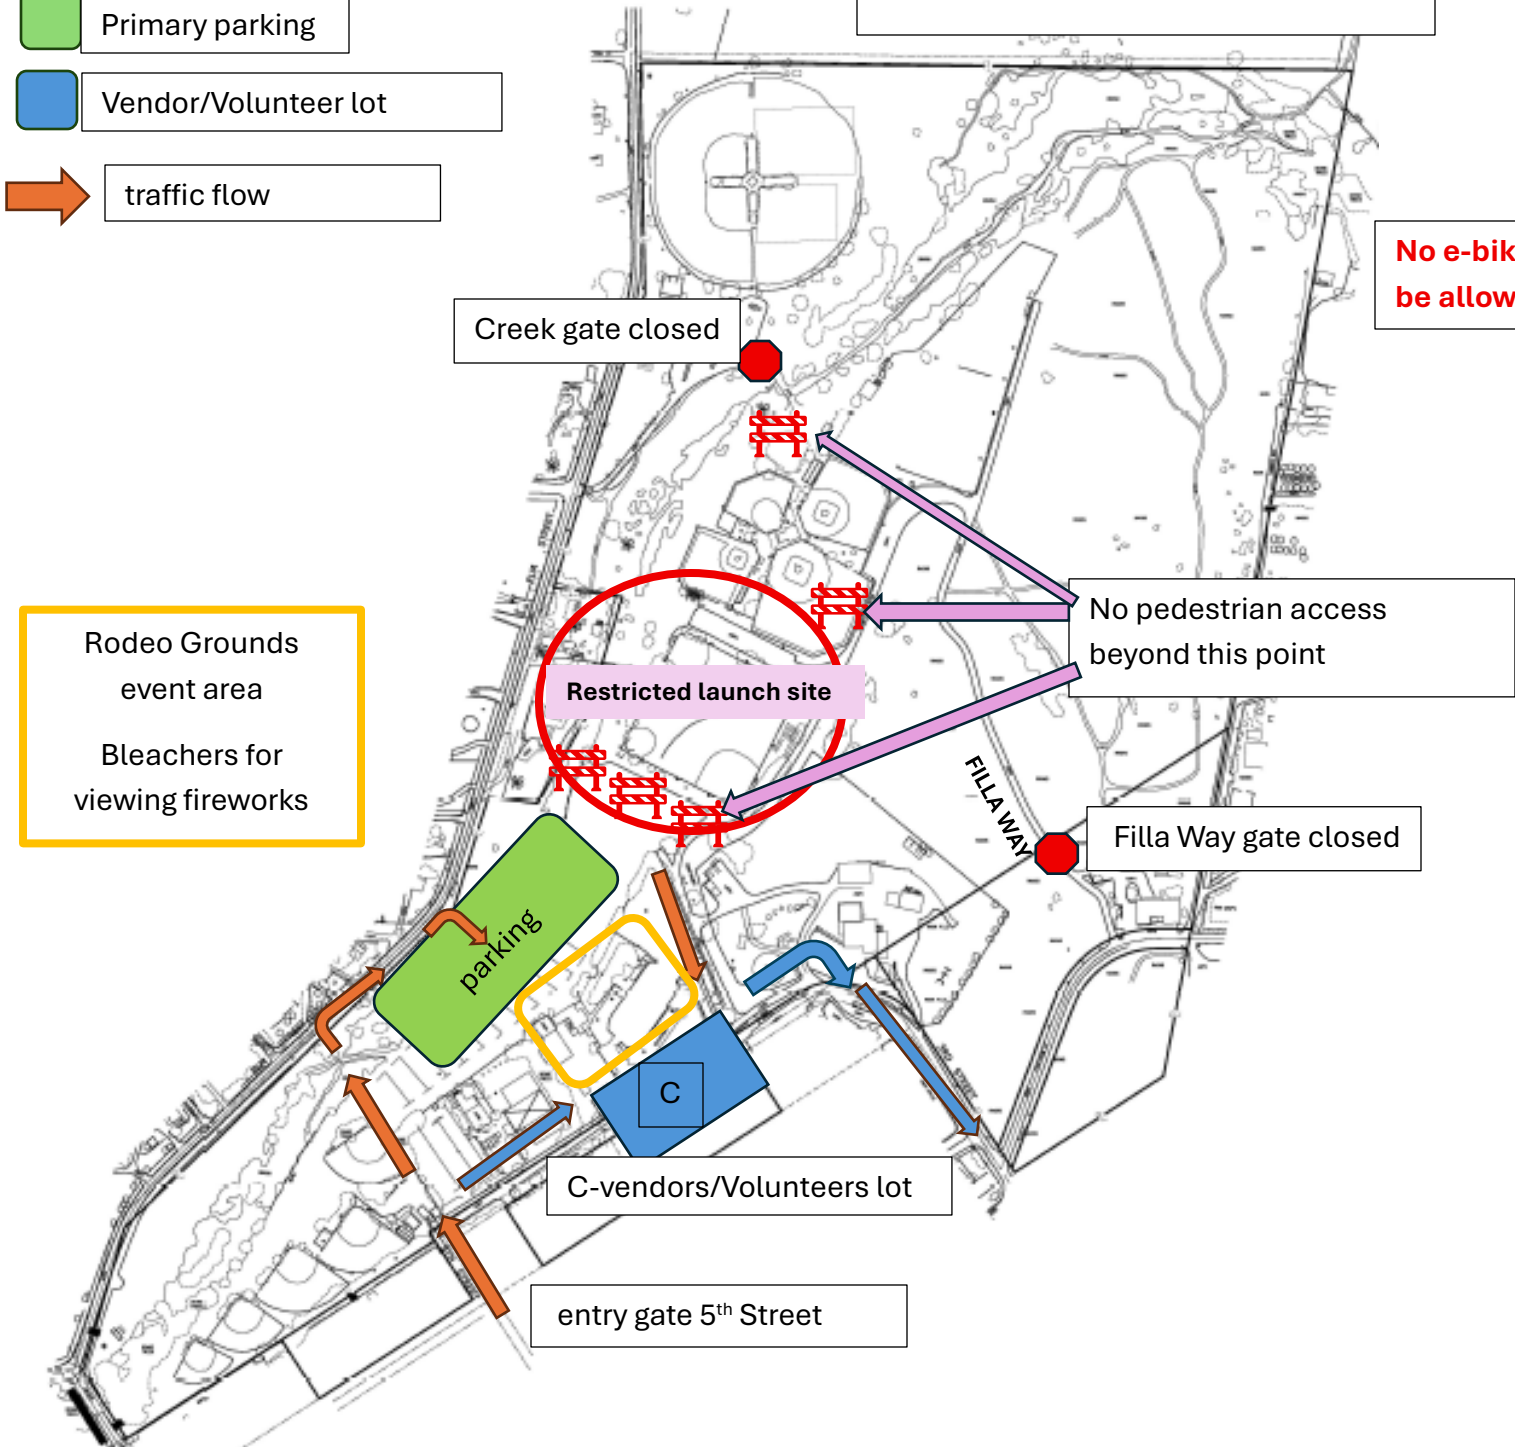 Primary parking
Vendor/Volunteer lot
traffic flow
No e-bik
be allow
Creek gate closed
No pedestrian access
beyond this point
Rodeo Grounds
event area
Bleachers for
viewing fireworks
Restricted launch site
FILLA WAY
Filla Way gate closed
parking
C
C-vendors/Volunteers lot
entry gate 5th Street